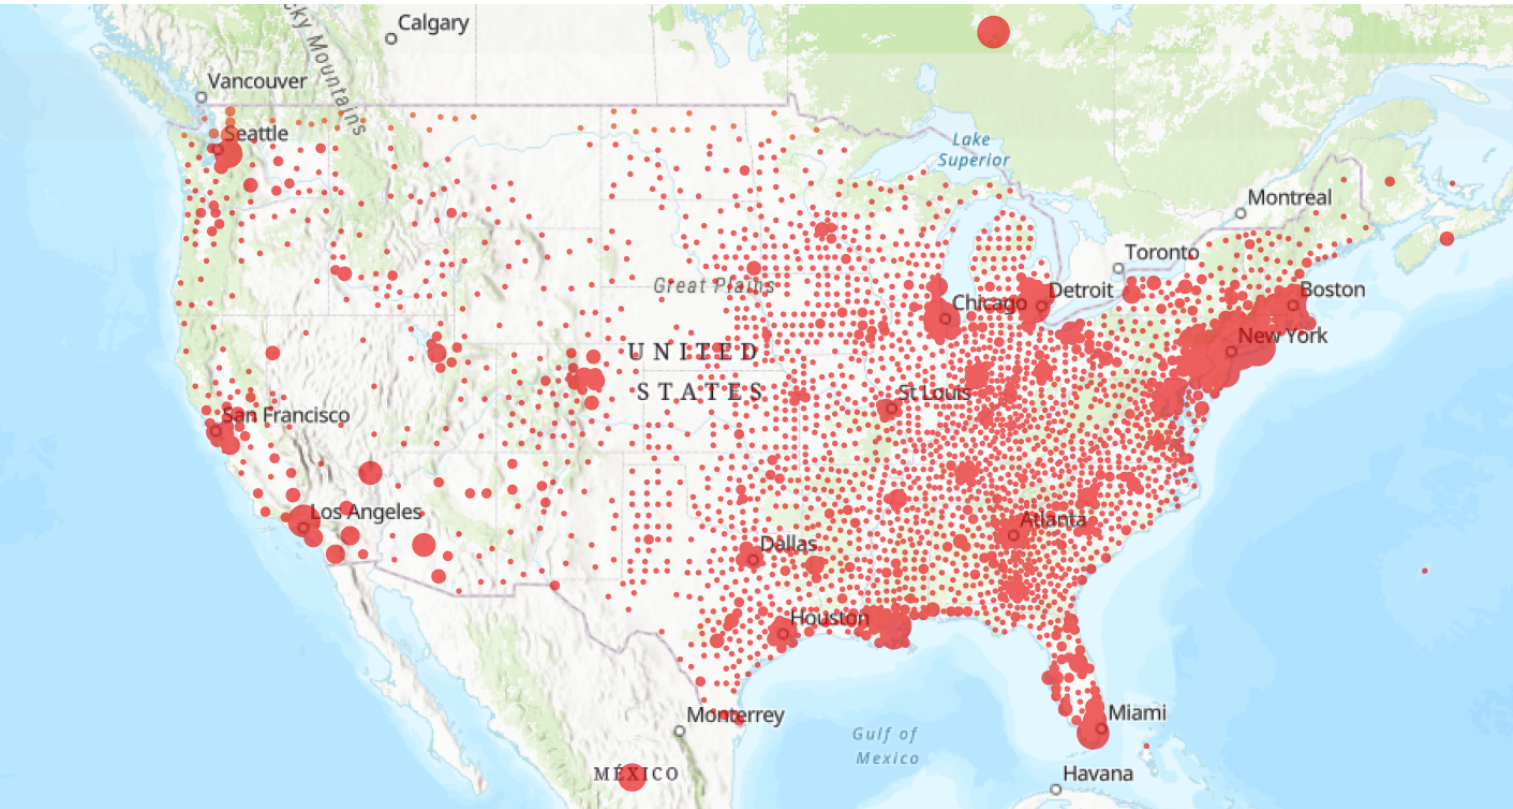 Calgary
ky Mountains
Vancouver
Seattle
Lake
Superior
Montreal
Toronto
Great Plains
Chicago
Detroit
Boston
New York
UNITED
STATES
St Louis
San Francisco
Los Angeles
Atlanta
Dallas
Houston
Monterrey
Miami
Gulf of
Mexico
MÉXICO
Havana